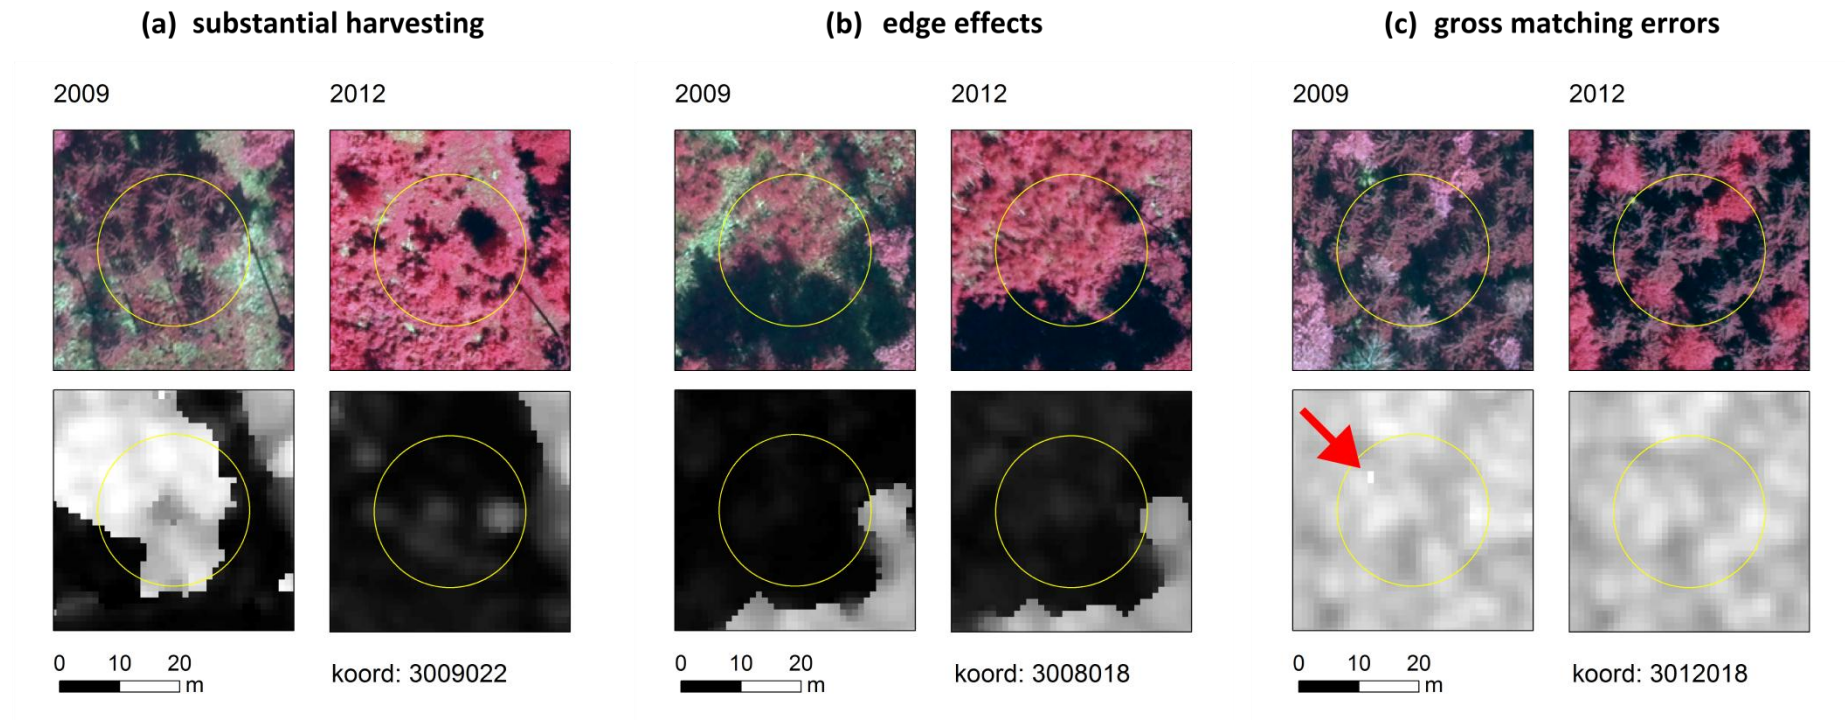 (a) substantial harvesting
(b) edge effects
(c) gross matching errors
2009
2012
2009
2012
2009
2012
0 10 20
m
koord: 3009022
0 10 20
m
koord: 3008018
0 10 20
m
koord: 3012018